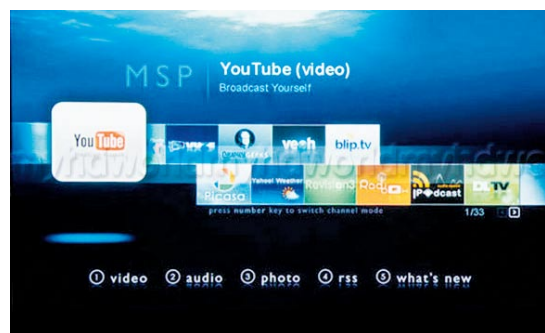 MSP
YouTube (video)
Broadcast Yourself
YouTube
veoh
blip.tv
Picasa
Yahoo! Weather
Revision3
Radio
iPodcast
DLTV
press number key to switch channel mode
1/33
1 video
2 audio
3 photo
4 rss
5 what's new